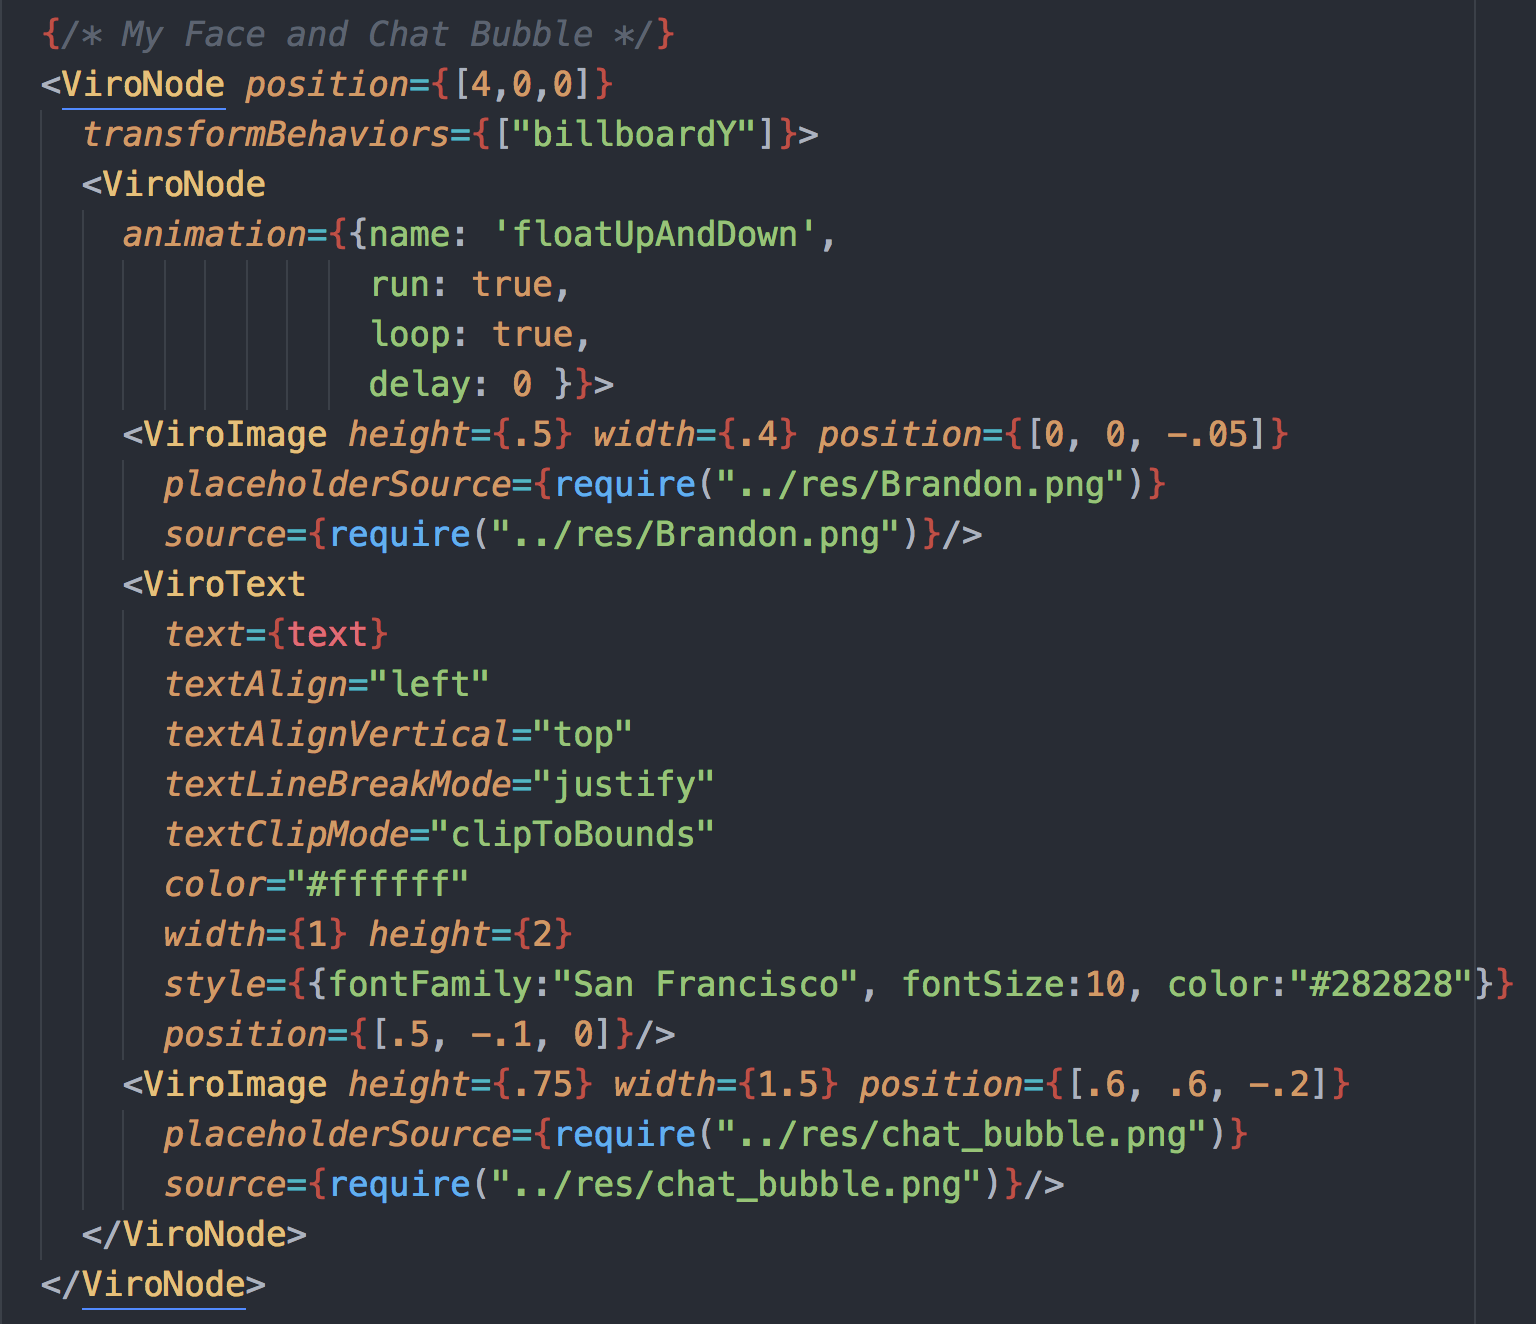 {/* My Face and Chat Bubble */}
<ViroNode position={[4,0,0]}
  transformBehaviors={["billboardY"]}>
  <ViroNode
    animation={{name: 'floatUpAndDown',
                run: true,
                loop: true,
                delay: 0 }}>
    <ViroImage height={.5} width={.4} position={[0, 0, -.05]}
      placeholderSource={require("../res/Brandon.png")}
      source={require("../res/Brandon.png")}/>
    <ViroText
      text={text}
      textAlign="left"
      textAlignVertical="top"
      textLineBreakMode="justify"
      textClipMode="clipToBounds"
      color="#ffffff"
      width={1} height={2}
      style={{fontFamily:"San Francisco", fontSize:10, color:"#282828"}}
      position={[.5, -.1, 0]}/>
    <ViroImage height={.75} width={1.5} position={[.6, .6, -.2]}
      placeholderSource={require("../res/chat_bubble.png")}
      source={require("../res/chat_bubble.png")}/>
  </ViroNode>
</ViroNode>